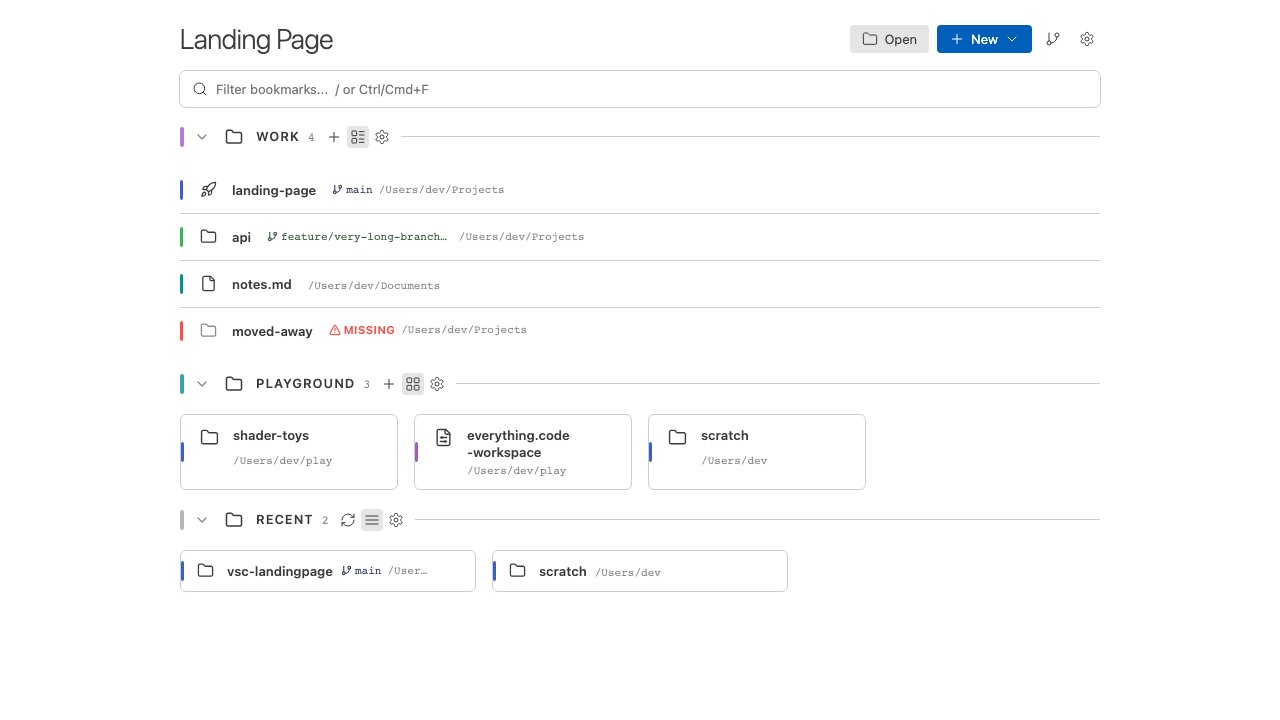 Landing Page
Open
New
Filter bookmarks... / or Ctrl/Cmd+F
WORK 4
landing-page main /Users/dev/Projects
api feature/very-long-branch… /Users/dev/Projects
notes.md /Users/dev/Documents
moved-away MISSING /Users/dev/Projects
PLAYGROUND 3
shader-toys
/Users/dev/play
everything.code
-workspace
/Users/dev/play
scratch
/Users/dev
RECENT 2
vsc-landingpage main /User…
scratch /Users/dev